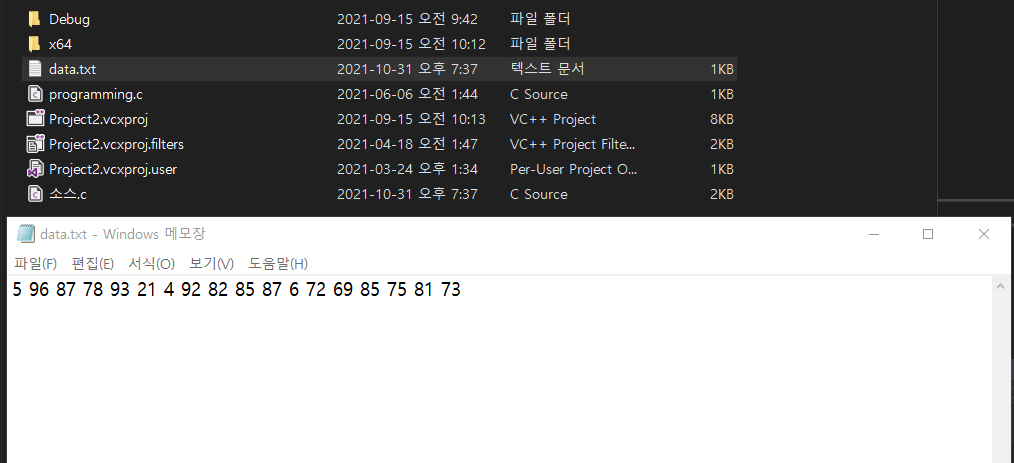 Debug 2021-09-15 오전 9:42 파일 폴더
x64 2021-09-15 오전 10:12 파일 폴더
data.txt 2021-10-31 오후 7:37 텍스트 문서 1KB
programming.c 2021-06-06 오전 1:44 C Source 1KB
Project2.vcxproj 2021-09-15 오전 10:13 VC++ Project 8KB
Project2.vcxproj.filters 2021-04-18 오전 1:47 VC++ Project Filte... 2KB
Project2.vcxproj.user 2021-03-24 오후 1:34 Per-User Project O... 1KB
소스.c 2021-10-31 오후 7:37 C Source 2KB
data.txt - Windows 메모장
파일(F) 편집(E) 서식(O) 보기(V) 도움말(H)
5 96 87 78 93 21 4 92 82 85 87 6 72 69 85 75 81 73